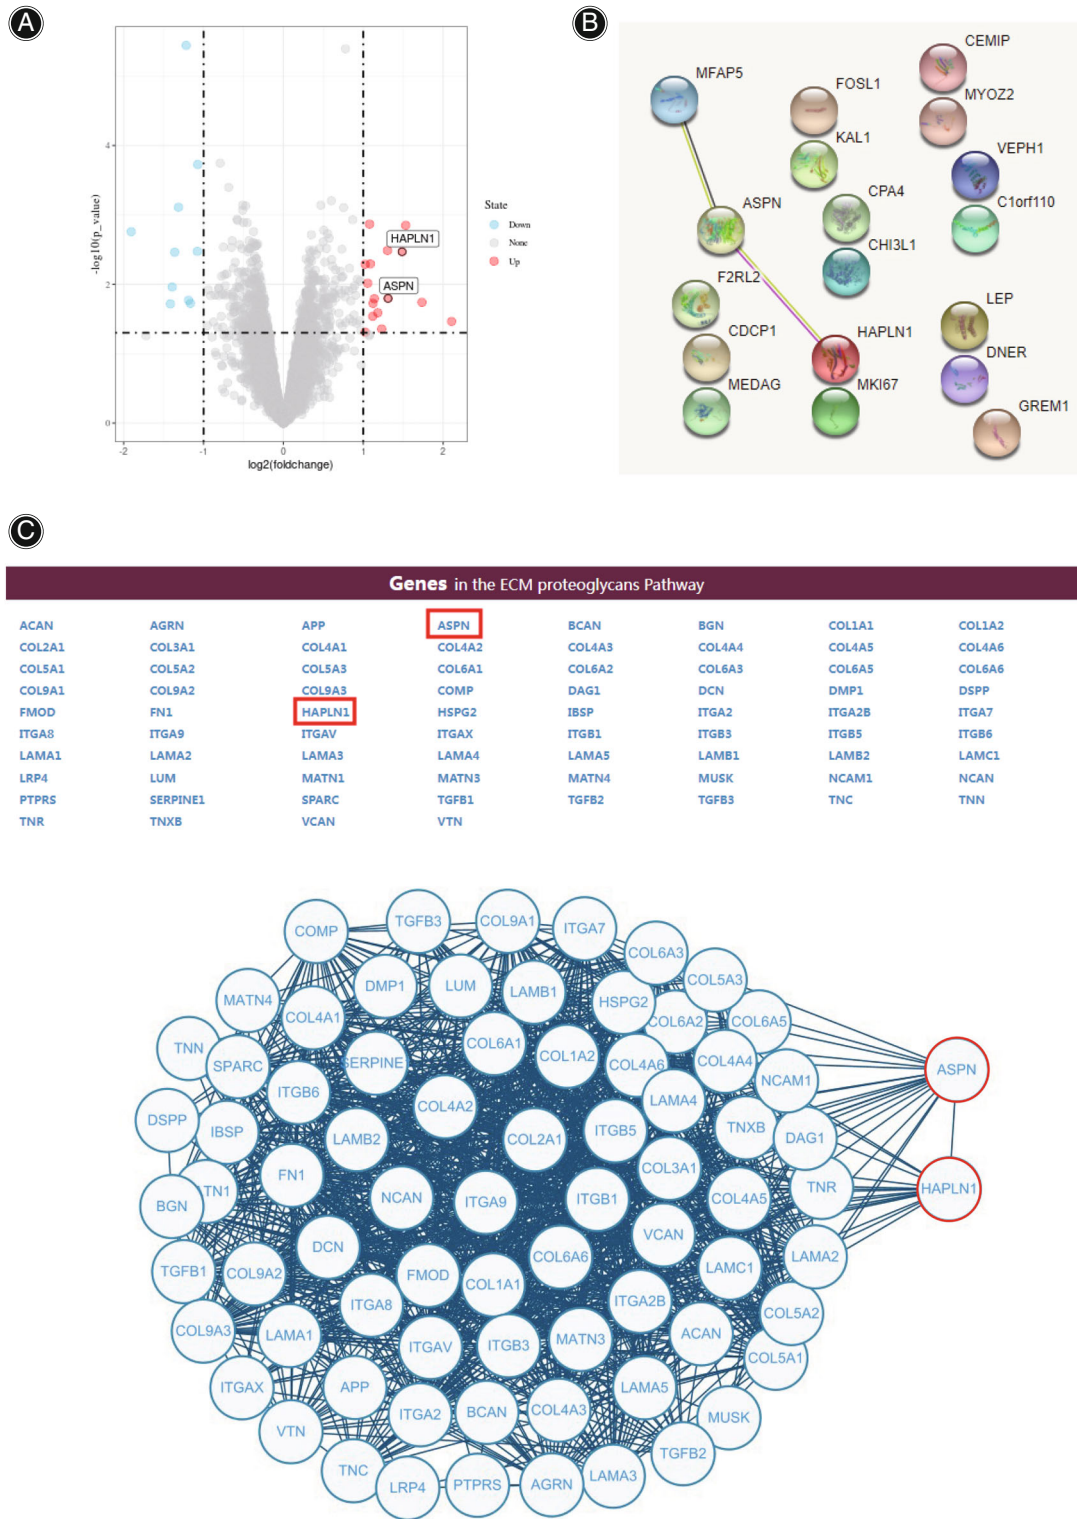 A
-log10(p_value)
4
2
0
-2
-1
0
1
2
log2(foldchange)
HAPLN1
ASPN
State
Down
None
Up
B
MFAP5
FOSL1
CEMIP
KAL1
MYOZ2
VEPH1
ASPN
CPA4
C1orf110
CHI3L1
F2RL2
LEP
CDCP1
HAPLN1
DNER
MEDAG
MKI67
GREM1
C
Genes in the ECM proteoglycans Pathway
ACAN AGRN APP ASPN BCAN BGN COL1A1 COL1A2
COL2A1 COL3A1 COL4A1 COL4A2 COL4A3 COL4A4 COL4A5 COL4A6
COL5A1 COL5A2 COL5A3 COL6A1 COL6A2 COL6A3 COL6A5 COL6A6
COL9A1 COL9A2 COL9A3 COMP DAG1 DCN DMP1 DSPP
FMOD FN1 HAPLN1 HSPG2 IBSP ITGA2 ITGA2B ITGA7
ITGA8 ITGA9 ITGAV ITGAX ITGB1 ITGB3 ITGB5 ITGB6
LAMA1 LAMA2 LAMA3 LAMA4 LAMA5 LAMB1 LAMB2 LAMC1
LRP4 LUM MATN1 MATN3 MATN4 MUSK NCAM1 NCAN
PTPRS SERPINE1 SPARC TGFB1 TGFB2 TGFB3 TNC TNN
TNR TNXB VCAN VTN
COMP
TGFB3
COL9A1
ITGA7
COL6A3
COL5A3
MATN4
DMP1
LUM
LAMB1
HSPG2
COL4A1
COL6A2
COL6A5
TNN
SPARC
SERPINE
COL6A1
COL1A2
COL4A6
COL4A4
NCAM1
ASPN
ITGB6
COL4A2
LAMA4
DSPP
IBSP
LAMB2
COL2A1
ITGB5
TNXB
DAG1
FN1
COL3A1
BGN
ATN1
NCAN
ITGA9
ITGB1
COL4A5
TNR
HAPLN1
DCN
VCAN
TGFB1
COL9A2
FMOD
COL1A1
COL6A6
LAMC1
LAMA2
ITGA8
ITGA2B
COL5A2
COL9A3
LAMA1
ITGAV
ITGB3
MATN3
ACAN
COL5A1
ITGAX
APP
LAMA5
ITGA2
BCAN
COL4A3
MUSK
VTN
TGFB2
TNC
LRP4
PTPRS
AGRN
LAMA3